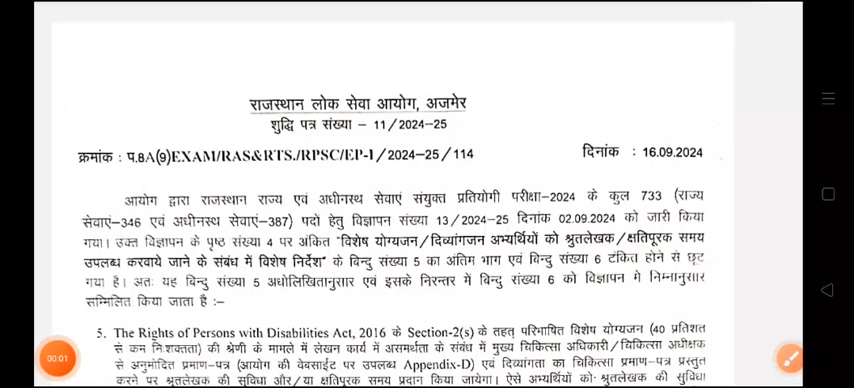 राजस्थान लोक सेवा आयोग, अजमेर
शुद्धि पत्र संख्या – 11/2024-25
क्रमांक : प.8A(9)EXAM/RAS&RTS./RPSC/EP-I/2024-25/114 दिनांक : 16.09.2024
आयोग द्वारा राजस्थान राज्य एवं अधीनस्थ सेवाएं संयुक्त प्रतियोगी परीक्षा-2024 के कुल 733 (राज्य
सेवाएं-346 एवं अधीनस्थ सेवाएं-387) पदो हेतु विज्ञापन संख्या 13/2024-25 दिनांक 02.09.2024 को जारी किया
गया। उक्त विज्ञापन के पृष्ठ संख्या 4 पर अंकित "विशेष योग्यजन/दिव्यांगजन अभ्यर्थियों को श्रुतलेखक/क्षतिपूरक समय
उपलब्ध करवाये जाने के संबंध में विशेष निर्देश" के बिन्दु संख्या 5 का अंतिम भाग एवं बिन्दु संख्या 6 टंकित होने से छूट
गया है। अतः यह बिन्दु संख्या 5 अधोलिखितानुसार एवं इसके निरन्तर में बिन्दु संख्या 6 को विज्ञापन मे निम्नानुसार
सम्मिलित किया जाता है :–
5. The Rights of Persons with Disabilities Act, 2016 के Section-2(s) के तहत् परिभाषित विशेष योग्यजन (40 प्रतिशत
से कम निःशक्तता) की श्रेणी के मामले में लेखन कार्य में असमर्थता के संबंध में मुख्य चिकित्सा अधिकारी/चिकित्सा अधीक्षक
से अनुमोदित प्रमाण-पत्र (आयोग की वेबसाईट पर उपलब्ध Appendix-D) एवं दिव्यांगता का चिकित्सा प्रमाण-पत्र प्रस्तुत
करने पर श्रुतलेखक की सुविधा और/या क्षतिपूरक समय प्रदान किया जायेगा। ऐसे अभ्यर्थियों को श्रुतलेखक की सुविधा
00:01